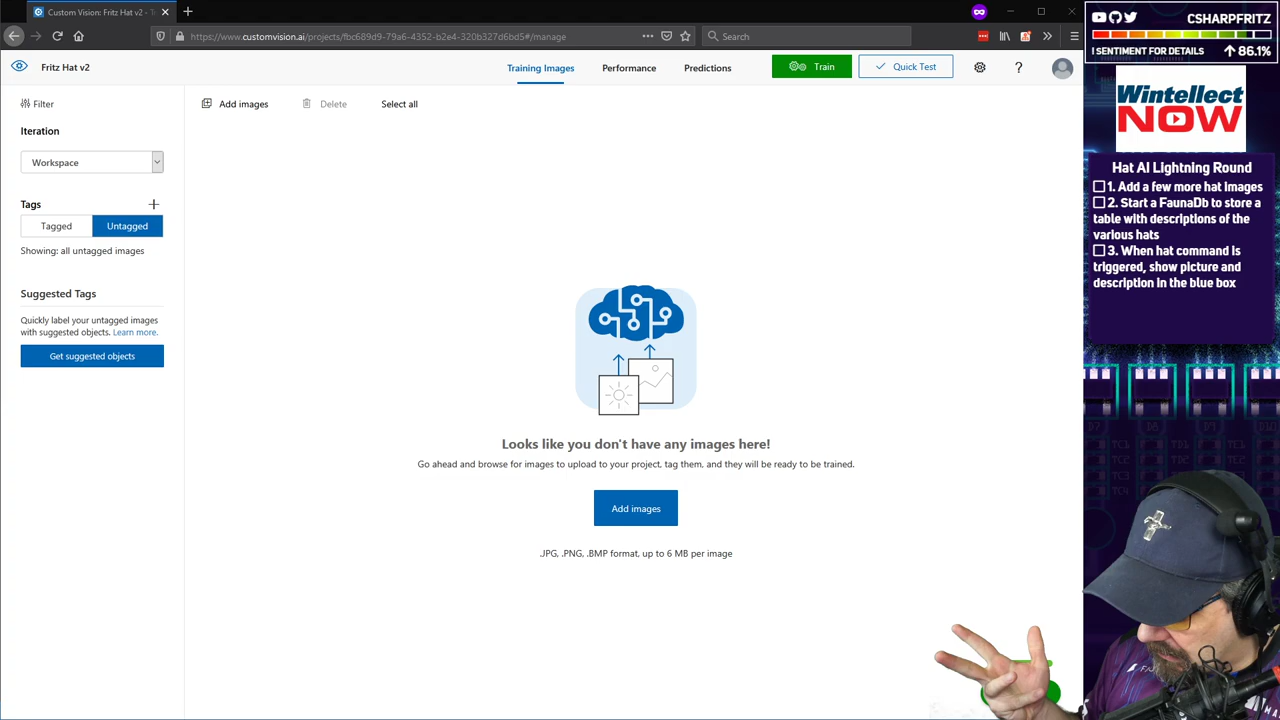 Custom Vision: Fritz Hat v2 - T
https://www.customvision.ai/projects/fbc689d9-79a6-4352-b2e4-320b327d6bd5#/manage
Search
Fritz Hat v2
Training Images
Performance
Predictions
Train
Quick Test
Filter
Add images
Delete
Select all
Iteration
Workspace
Tags
Tagged
Untagged
Showing: all untagged images
Suggested Tags
Quickly label your untagged images
with suggested objects. Learn more.
Get suggested objects
Looks like you don't have any images here!
Go ahead and browse for images to upload to your project, tag them, and they will be ready to be trained.
Add images
.JPG, .PNG, .BMP format, up to 6 MB per image
CSHARPFRITZ
! SENTIMENT FOR DETAILS
86.1%
Wintellect
NOW
Hat AI Lightning Round
1. Add a few more hat images
2. Start a FaunaDb to store a
table with descriptions of the
various hats
3. When hat command is
triggered, show picture and
description in the blue box